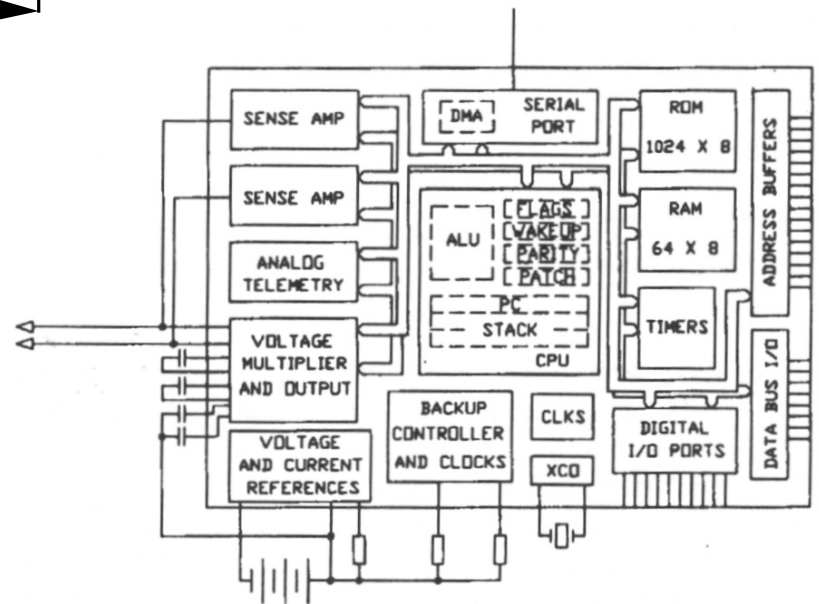 SENSE AMP
DMA
SERIAL
PORT
ROM
1024 X 8
ADDRESS BUFFERS
SENSE AMP
ALU
FLAGS
WAKEUP
PARITY
PATCH
RAM
64 X 8
ANALOG
TELEMETRY
PC
STACK
CPU
TIMERS
VOLTAGE
MULTIPLIER
AND OUTPUT
DATA BUS I/O
BACKUP
CONTROLLER
AND CLOCKS
CLKS
DIGITAL
I/O PORTS
VOLTAGE
AND CURRENT
REFERENCES
XCO